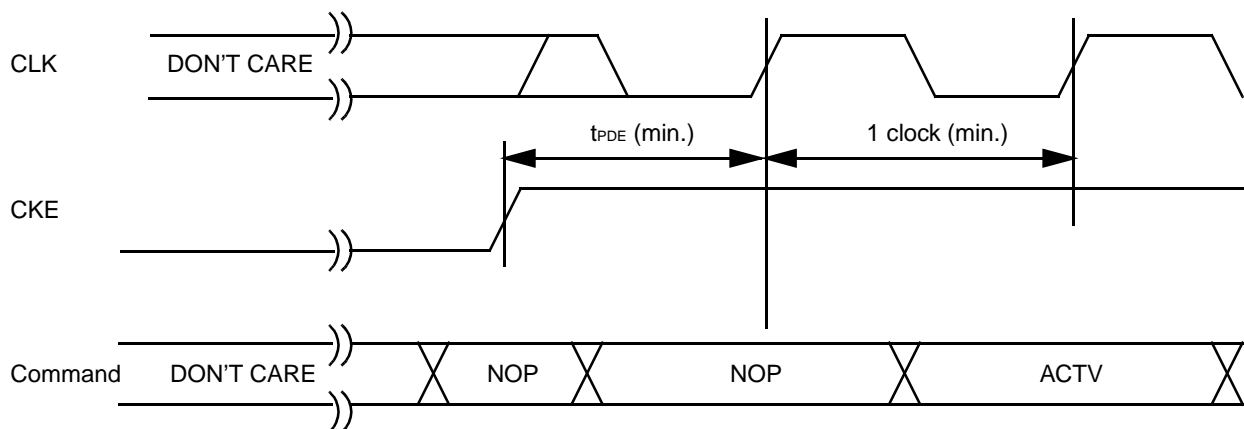 CLK DON'T CARE
tPDE (min.) 1 clock (min.)
CKE
Command DON'T CARE NOP NOP ACTV